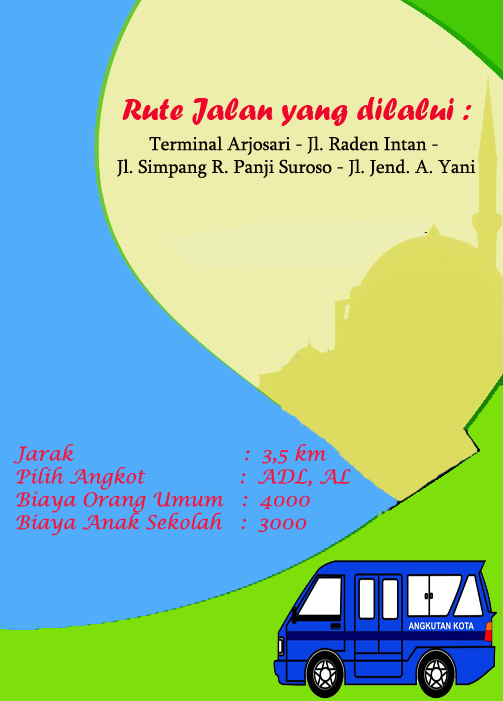 Rute Jalan yang dilalui :
Terminal Arjosari - Jl. Raden Intan -
Jl. Simpang R. Panji Suroso - Jl. Jend. A. Yani
Jarak : 3,5 km
Pilih Angkot : ADL, AL
Biaya Orang Umum : 4000
Biaya Anak Sekolah : 3000
ANGKUTAN KOTA